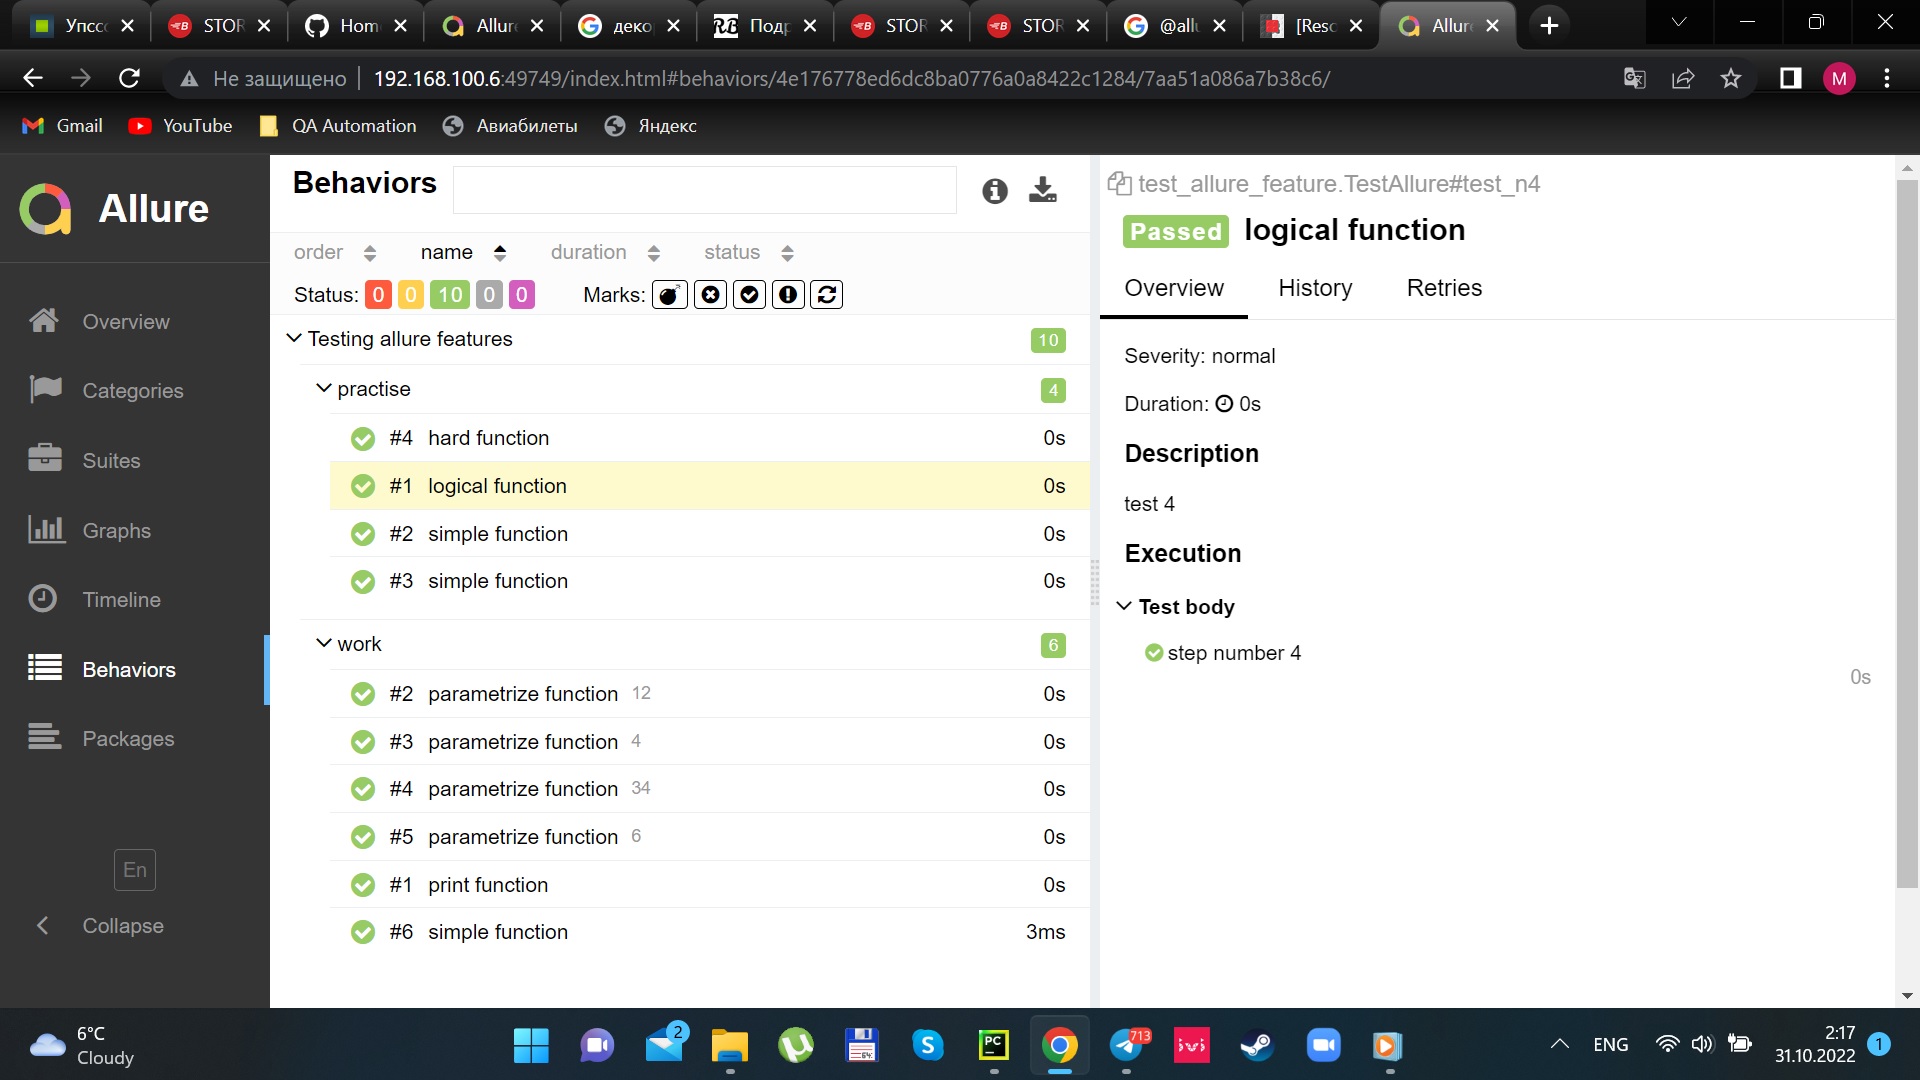 Упссс
STOR
Hom
Allure
деко
Подр
STOR
STOR
@allu
[Reso
Allure
Не защищено
192.168.100.6:49749/index.html#behaviors/4e176778ed6dc8ba0776a0a8422c1284/7aa51a086a7b38c6/
M
Gmail
YouTube
QA Automation
Авиабилеты
Яндекс
Allure
Overview
Categories
Suites
Graphs
Timeline
Behaviors
Packages
En
Collapse
Behaviors
order
name
duration
status
Status: 0 0 10 0 0
Marks:
Testing allure features 10
practise 4
#4 hard function 0s
#1 logical function 0s
#2 simple function 0s
#3 simple function 0s
work 6
#2 parametrize function 12 0s
#3 parametrize function 4 0s
#4 parametrize function 34 0s
#5 parametrize function 6 0s
#1 print function 0s
#6 simple function 3ms
test_allure_feature.TestAllure#test_n4
Passed logical function
Overview
History
Retries
Severity: normal
Duration: 0s
Description
test 4
Execution
Test body
step number 4
0s
6°C
Cloudy
2
PC
713
ENG
2:17
31.10.2022
1